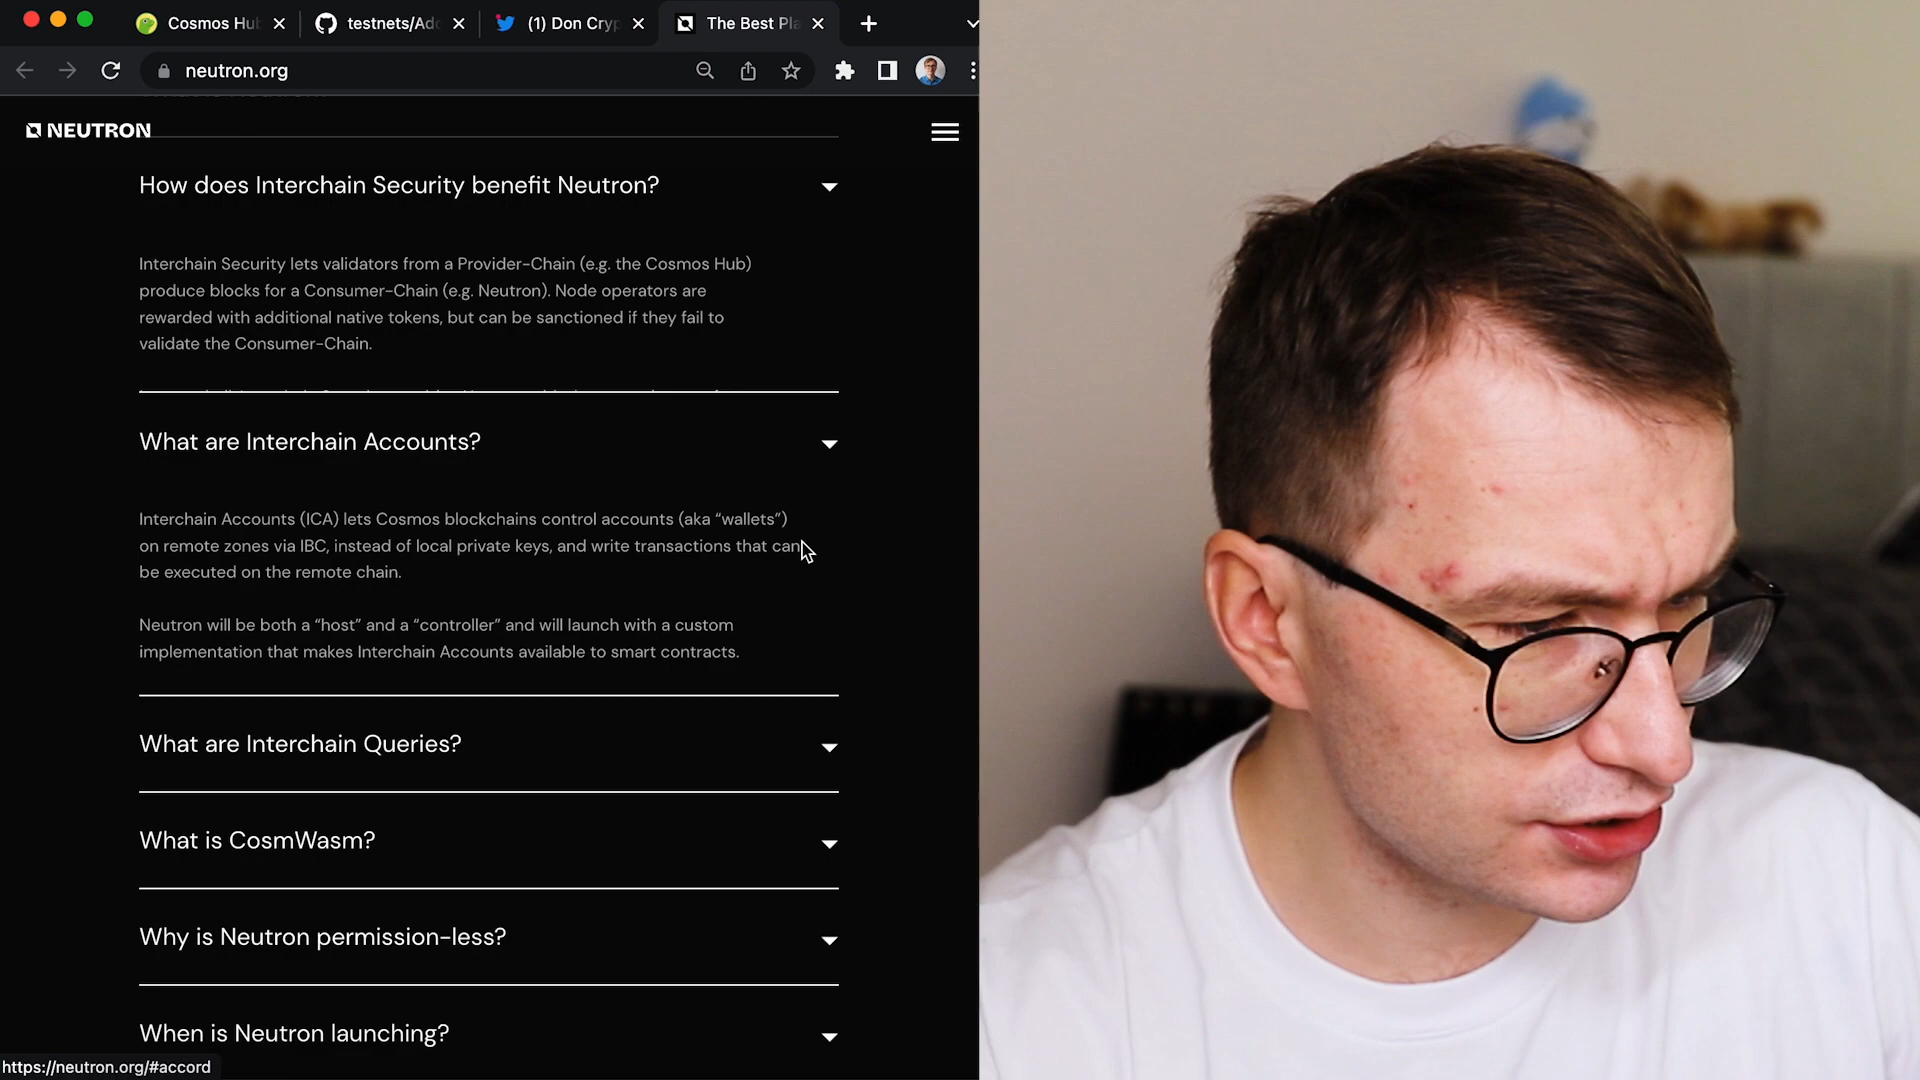 Cosmos Hu
testnets/Ad
(1) Don Cryp
The Best Pla
neutron.org
NEUTRON
How does Interchain Security benefit Neutron?
Interchain Security lets validators from a Provider-Chain (e.g. the Cosmos Hub)
produce blocks for a Consumer-Chain (e.g. Neutron). Node operators are
rewarded with additional native tokens, but can be sanctioned if they fail to
validate the Consumer-Chain.
What are Interchain Accounts?
Interchain Accounts (ICA) lets Cosmos blockchains control accounts (aka “wallets”)
on remote zones via IBC, instead of local private keys, and write transactions that can
be executed on the remote chain.
Neutron will be both a “host” and a “controller” and will launch with a custom
implementation that makes Interchain Accounts available to smart contracts.
What are Interchain Queries?
What is CosmWasm?
Why is Neutron permission-less?
When is Neutron launching?
https://neutron.org/#accord